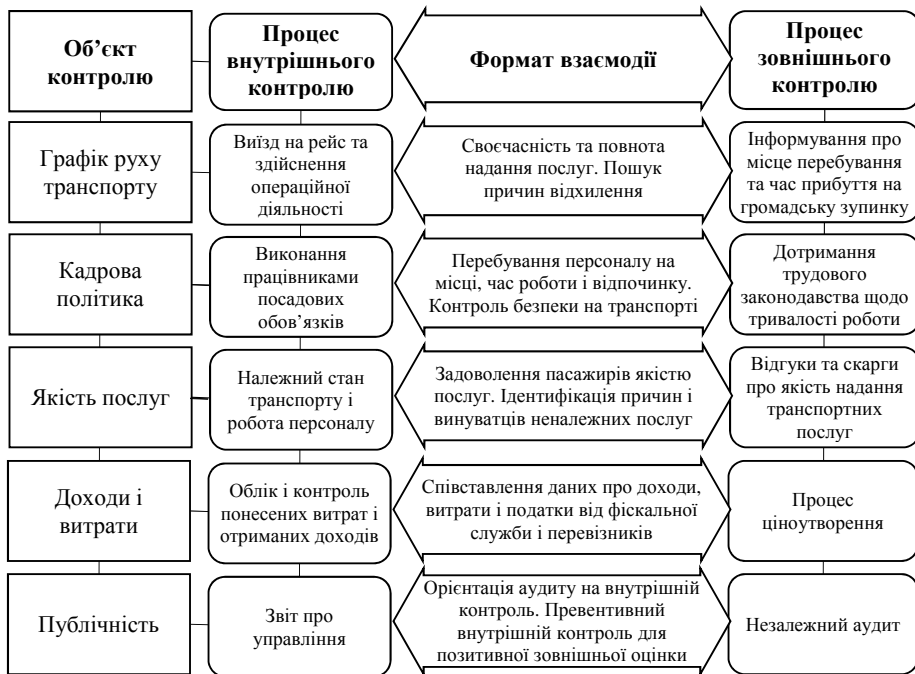 Об’єкт
контролю
Процес
внутрішнього
контролю
Формат взаємодії
Процес
зовнішнього
контролю
Графік руху
транспорту
Виїзд на рейс та
здійснення
операційної
діяльності
Своєчасність та повнота
надання послуг. Пошук
причин відхилення
Інформування про
місце перебування
та час прибуття на
громадську зупинку
Кадрова
політика
Виконання
працівниками
посадових
обов’язків
Перебування персоналу на
місці, час роботи і відпочинку.
Контроль безпеки на транспорті
Дотримання
трудового
законодавства щодо
тривалості роботи
Якість послуг
Належний стан
транспорту і
робота персоналу
Задоволення пасажирів якістю
послуг. Ідентифікація причин і
винуватців неналежних послуг
Відгуки та скарги
про якість надання
транспортних
послуг
Доходи і
витрати
Облік і контроль
понесених витрат і
отриманих доходів
Співставлення даних про доходи,
витрати і податки від фіскальної
служби і перевізників
Процес
ціноутворення
Публічність
Звіт про
управління
Орієнтація аудиту на внутрішній
контроль. Превентивний
внутрішній контроль для
позитивної зовнішньої оцінки
Незалежний аудит